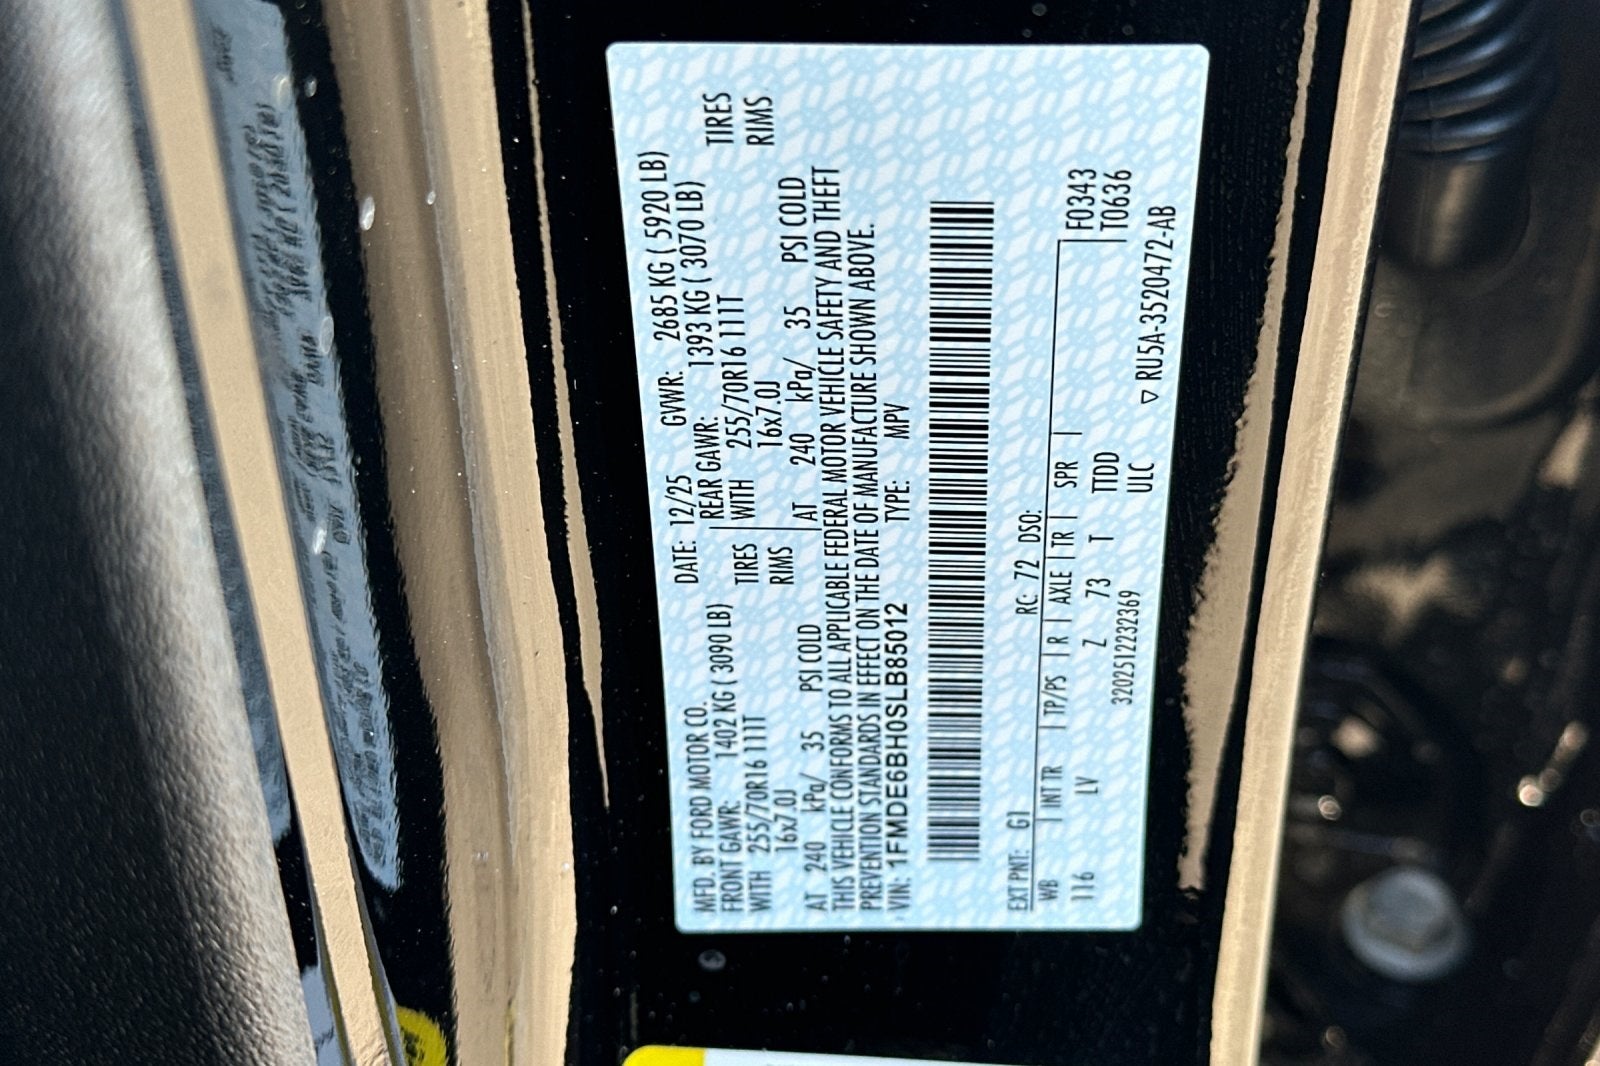 MFD. BY FORD MOTOR CO.
DATE: 12/25 GVWR: 2685 KG ( 5920 LB)
FRONT GAWR: 1402 KG ( 3090 LB) REAR GAWR: 1393 KG ( 3070 LB)
WITH 255/70R16 111T TIRES WITH 255/70R16 111T TIRES
16x7.0J RIMS 16x7.0J RIMS
AT 240 kPa/ 35 PSI COLD AT 240 kPa/ 35 PSI COLD
THIS VEHICLE CONFORMS TO ALL APPLICABLE FEDERAL MOTOR VEHICLE SAFETY AND THEFT
PREVENTION STANDARDS IN EFFECT ON THE DATE OF MANUFACTURE SHOWN ABOVE.
VIN: 1FMDE6BH0SLB85012 TYPE: MPV
EXT PNT: G1 RC: 72 DSO: F0343
WB INT TR TP/PS R AXLE TR SPR T0636
116 LV Z 73 T TIDD
320251223​2369 ULC ▽ RU5A-3520472-AB